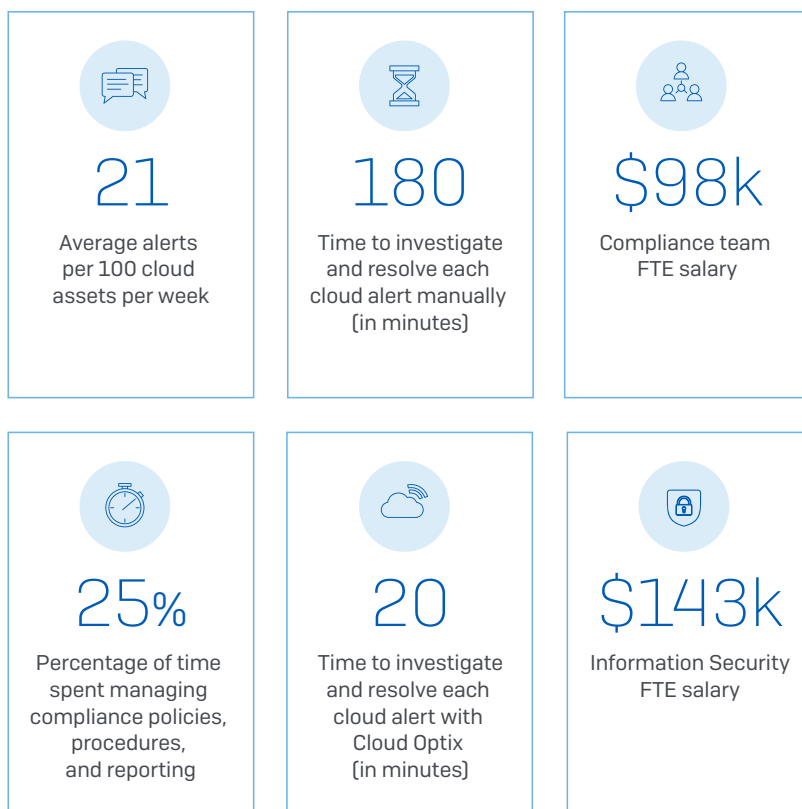 21
Average alerts
per 100 cloud
assets per week
180
Time to investigate
and resolve each
cloud alert manually
(in minutes)
$98k
Compliance team
FTE salary
25%
Percentage of time
spent managing
compliance policies,
procedures,
and reporting
20
Time to investigate
and resolve each
cloud alert with
Cloud Optix
(in minutes)
$143k
Information Security
FTE salary